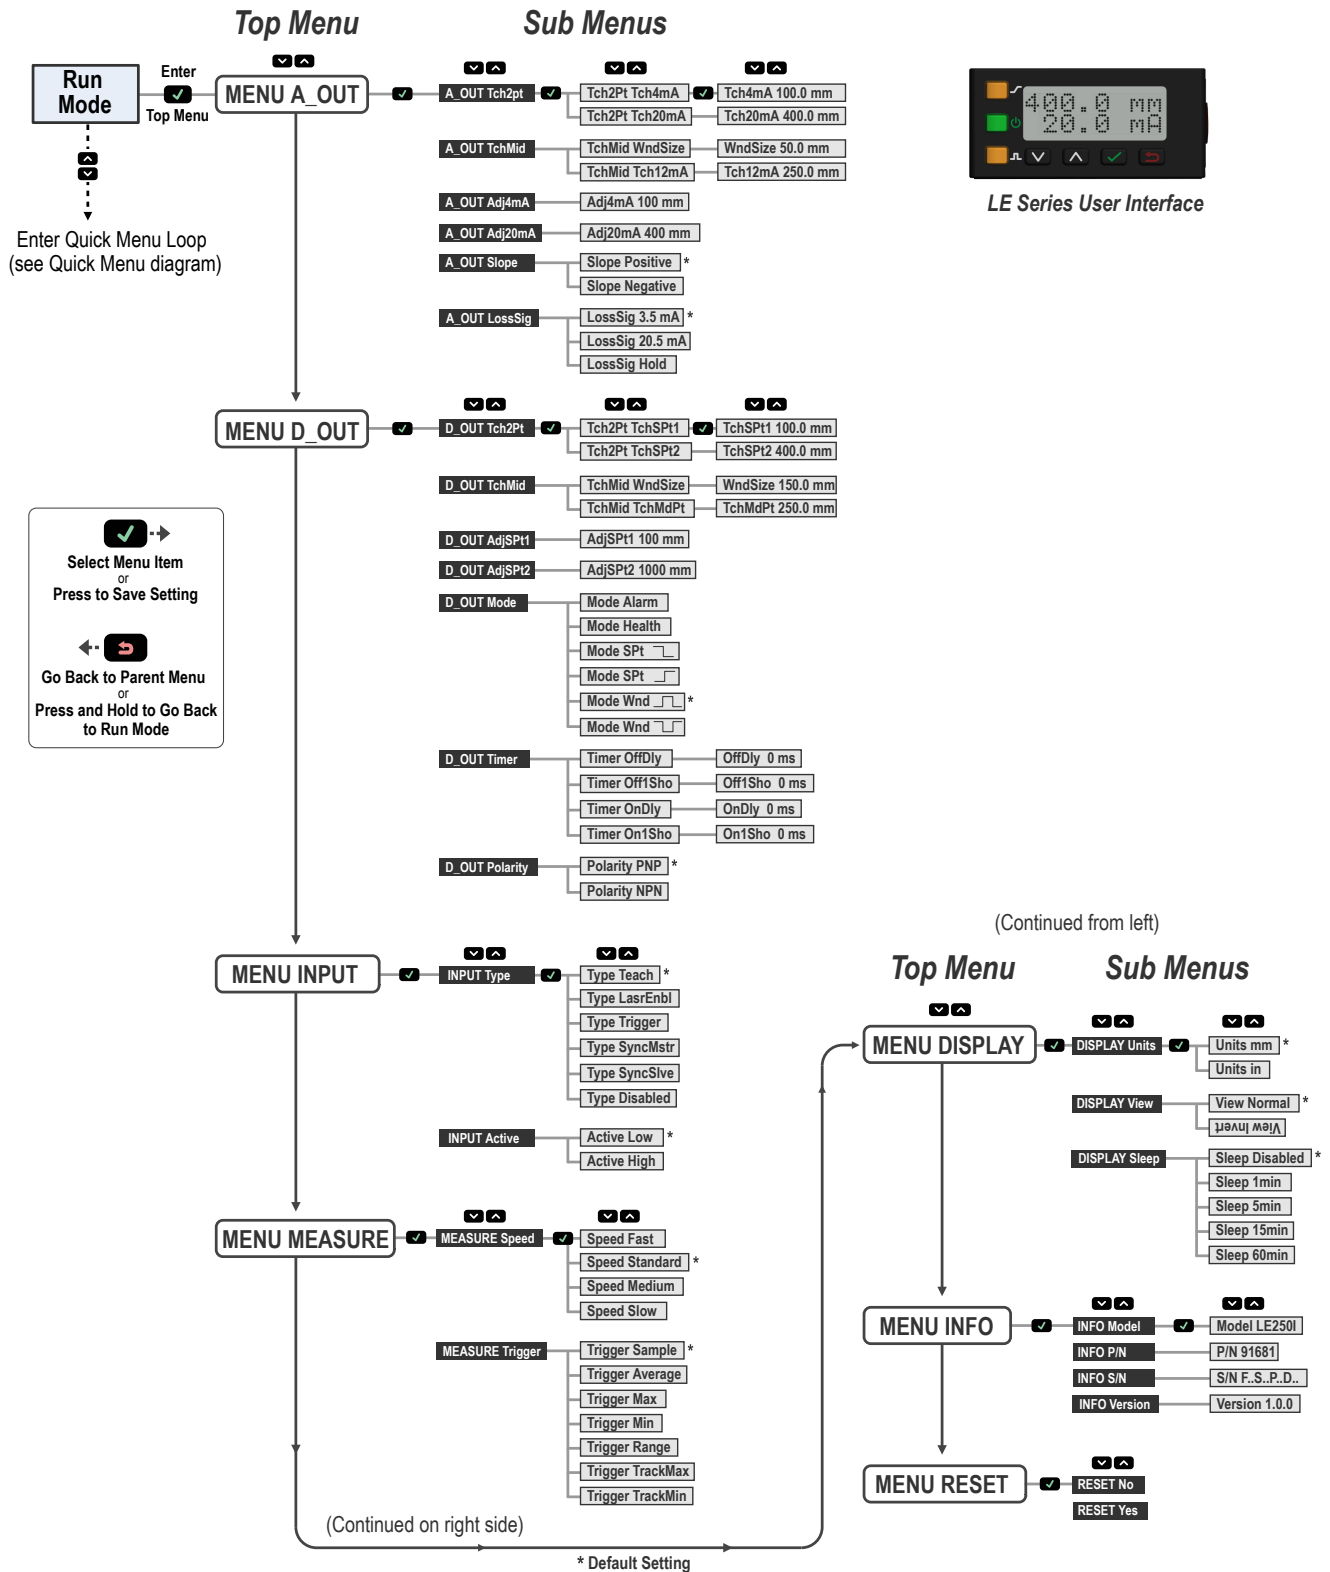 Top Menu
Sub Menus
Run Mode
Enter
Top Menu
Enter Quick Menu Loop
(see Quick Menu diagram)
MENU A_OUT
A_OUT Tch2pt
Tch2Pt Tch4mA
Tch4mA 100.0 mm
Tch2Pt Tch20mA
Tch20mA 400.0 mm
A_OUT TchMid
TchMid WndSize
WndSize 50.0 mm
TchMid Tch12mA
Tch12mA 250.0 mm
A_OUT Adj4mA
Adj4mA 100 mm
A_OUT Adj20mA
Adj20mA 400 mm
A_OUT Slope
Slope Positive *
Slope Negative
A_OUT LossSig
LossSig 3.5 mA *
LossSig 20.5 mA
LossSig Hold
400.0 mm
20.0 mA
LE Series User Interface
MENU D_OUT
D_OUT Tch2Pt
Tch2Pt TchSPt1
TchSPt1 100.0 mm
Tch2Pt TchSPt2
TchSPt2 400.0 mm
D_OUT TchMid
TchMid WndSize
WndSize 150.0 mm
TchMid TchMdPt
TchMdPt 250.0 mm
D_OUT AdjSPt1
AdjSPt1 100 mm
D_OUT AdjSPt2
AdjSPt2 1000 mm
D_OUT Mode
Mode Alarm
Mode Health
Mode SPt
Mode SPt
Mode Wnd *
Mode Wnd
D_OUT Timer
Timer OffDly
OffDly 0 ms
Timer Off1Sho
Off1Sho 0 ms
Timer OnDly
OnDly 0 ms
Timer On1Sho
On1Sho 0 ms
D_OUT Polarity
Polarity PNP *
Polarity NPN
Select Menu Item
or
Press to Save Setting
Go Back to Parent Menu
or
Press and Hold to Go Back
to Run Mode
MENU INPUT
INPUT Type
Type Teach *
Type LasrEnbl
Type Trigger
Type SyncMstr
Type SyncSlve
Type Disabled
INPUT Active
Active Low *
Active High
MENU MEASURE
MEASURE Speed
Speed Fast
Speed Standard *
Speed Medium
Speed Slow
MEASURE Trigger
Trigger Sample *
Trigger Average
Trigger Max
Trigger Min
Trigger Range
Trigger TrackMax
Trigger TrackMin
(Continued on right side)
* Default Setting
(Continued from left)
Top Menu
Sub Menus
MENU DISPLAY
DISPLAY Units
Units mm *
Units in
DISPLAY View
View Normal *
View Invert
DISPLAY Sleep
Sleep Disabled *
Sleep 1min
Sleep 5min
Sleep 15min
Sleep 60min
MENU INFO
INFO Model
Model LE250I
INFO P/N
P/N 91681
INFO S/N
S/N F..S..P..D..
INFO Version
Version 1.0.0
MENU RESET
RESET No
RESET Yes